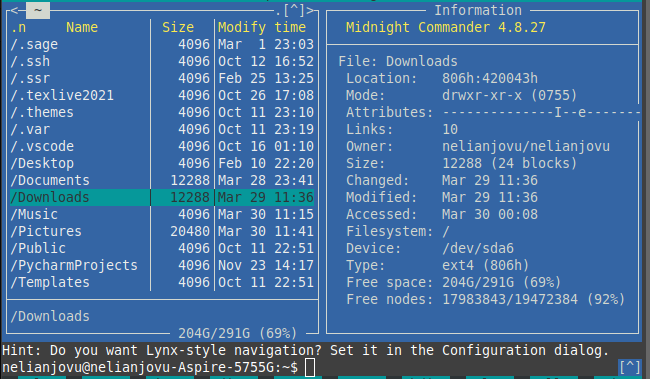 <─ ~ .[^]>
.n Name Size Modify time
/.sage 4096 Mar 1 23:03
/.ssh 4096 Oct 12 16:52
/.ssr 4096 Feb 25 13:25
/.texlive2021 4096 Oct 26 17:08
/.themes 4096 Oct 11 23:10
/.var 4096 Oct 11 23:19
/.vscode 4096 Oct 16 01:10
/Desktop 4096 Feb 10 22:20
/Documents 12288 Mar 28 23:41
/Downloads 12288 Mar 29 11:36
/Music 4096 Mar 30 11:15
/Pictures 20480 Mar 30 11:41
/Public 4096 Oct 11 22:51
/PycharmProjects 4096 Nov 23 14:17
/Templates 4096 Oct 11 22:51
/Downloads
204G/291G (69%)
Information
Midnight Commander 4.8.27
File: Downloads
Location: 806h:420043h
Mode: drwxr-xr-x (0755)
Attributes: --------------I--e-------
Links: 10
Owner: nelianjovu/nelianjovu
Size: 12288 (24 blocks)
Changed: Mar 29 11:36
Modified: Mar 29 11:36
Accessed: Mar 30 00:08
Filesystem: /
Device: /dev/sda6
Type: ext4 (806h)
Free space: 204G/291G (69%)
Free nodes: 17983843/19472384 (92%)
Hint: Do you want Lynx-style navigation? Set it in the Configuration dialog.
nelianjovu@nelianjovu-Aspire-5755G:~$ [^]